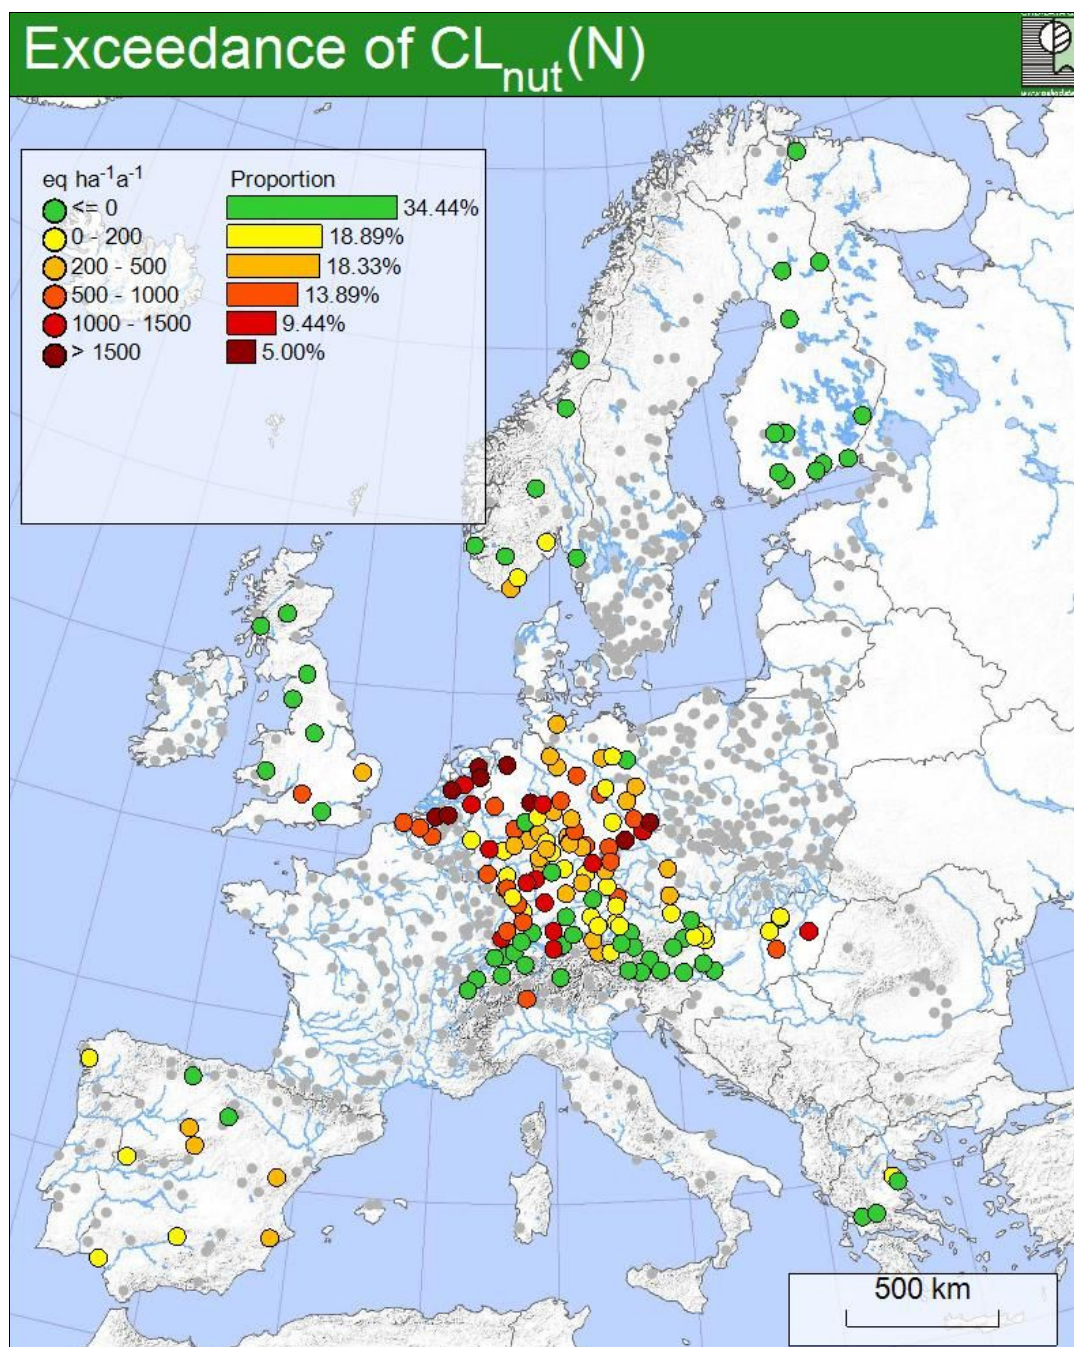 Exceedance of CLnut(N)
eq ha⁻¹a⁻¹ Proportion
<= 0 34.44%
0 - 200 18.89%
200 - 500 18.33%
500 - 1000 13.89%
1000 - 1500 9.44%
> 1500 5.00%
500 km